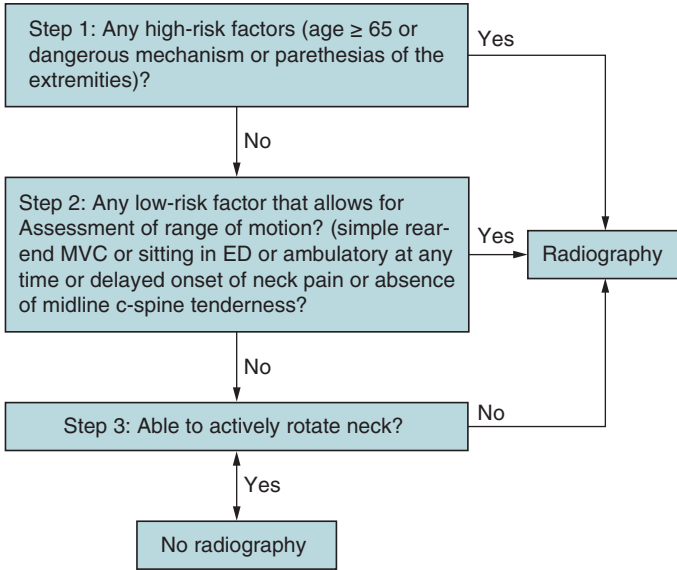 Step 1: Any high-risk factors (age ≥ 65 or
dangerous mechanism or parethesias of the
extremities)?
Yes
No
Step 2: Any low-risk factor that allows for
Assessment of range of motion? (simple rear-
end MVC or sitting in ED or ambulatory at any
time or delayed onset of neck pain or absence
of midline c-spine tenderness?
Yes
Radiography
No
Step 3: Able to actively rotate neck?
No
Yes
No radiography